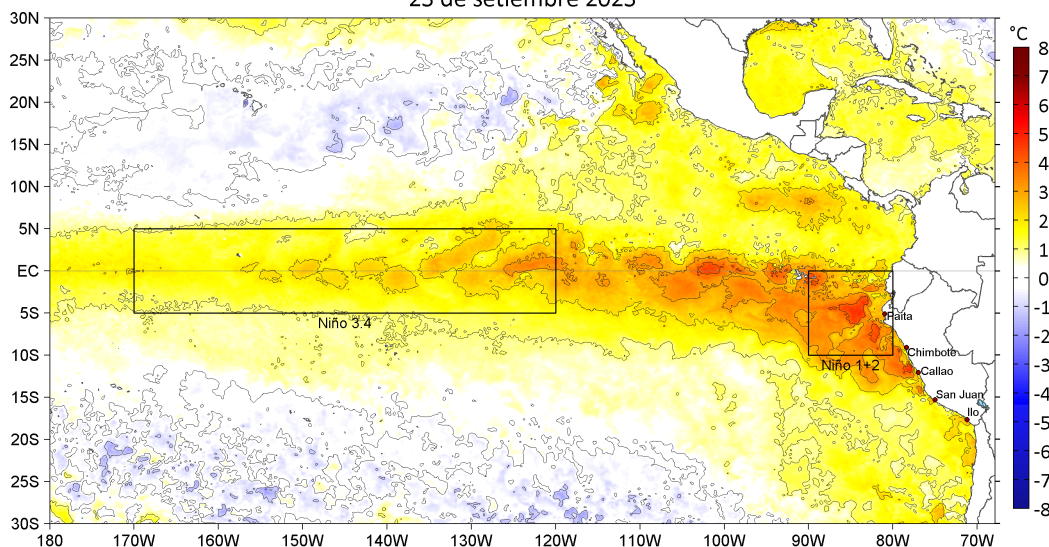 de setiembre
30N
25N
20N
15N
10N
5N
EC
5S
10S
15S
20S
25S
30S
180
170W
160W
150W
140W
130W
120W
110W
100W
90W
80W
70W
Niño 3.4
Niño 1+2
Paita
Chimbote
Callao
San Juan
Ilo
°C
8
7
6
5
4
3
2
1
0
-1
-2
-3
-4
-5
-6
-7
-8